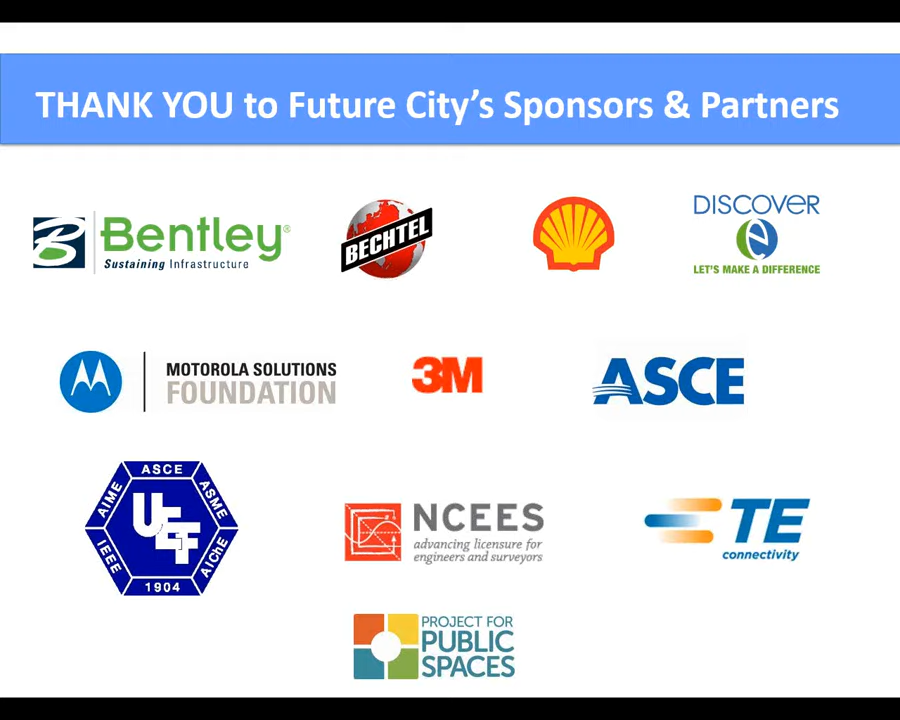 THANK YOU to Future City's Sponsors & Partners
B
Bentley®
Sustaining Infrastructure
BECHTEL
DISCOVER
E
LET'S MAKE A DIFFERENCE
MOTOROLA SOLUTIONS
FOUNDATION
3M
ASCE
ASCE
AIME
ASME
UEF
IEEE
AIChE
1904
NCEES
advancing licensure for
engineers and surveyors
TE
connectivity
PROJECT FOR
PUBLIC
SPACES